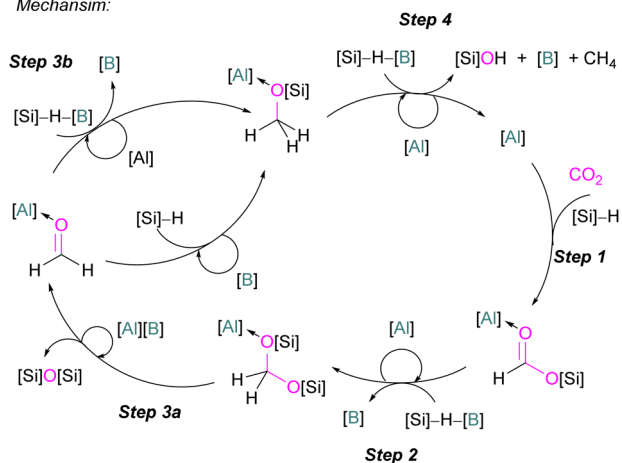 Mechansim:
Step 4
Step 3b
[B]
[Si]–H–[B]
[Al]
[Al]
O[Si]
H
H
H
[Si]–H–[B]
[Si]OH + [B] + CH4
[Al]
[Al]
CO2
[Si]–H
Step 1
[Al]
O
H
H
[Si]–H
[B]
[Al][B]
[Si]O[Si]
Step 3a
[Al]
O[Si]
H
H
O[Si]
[Al]
[B]
[Si]–H–[B]
Step 2
[Al]
O
H
O[Si]